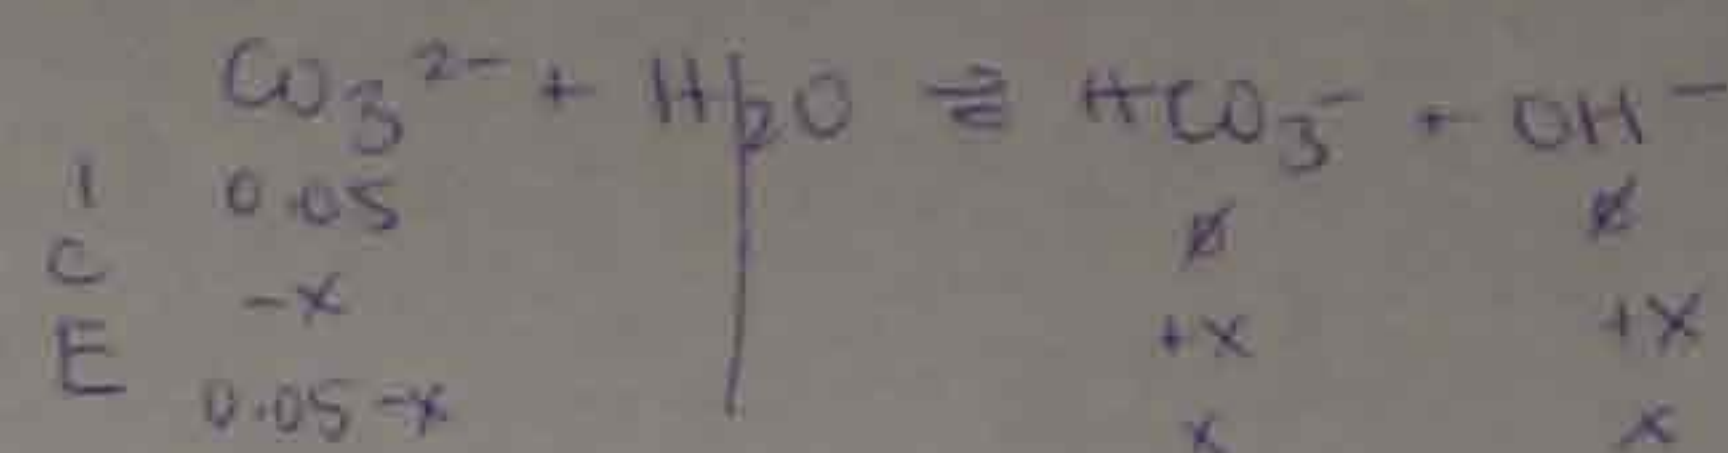 CO3 2- + H2O ⇌ HCO3- + OH-
I 0.05 ∅ ∅
C -x +x +x
E 0.05-x x x